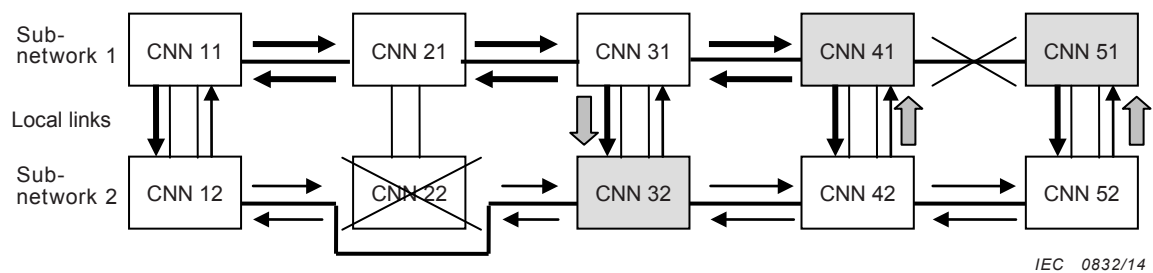 Sub-
network 1
CNN 11
CNN 21
CNN 31
CNN 41
CNN 51
Local links
Sub-
network 2
CNN 12
CNN 22
CNN 32
CNN 42
CNN 52
IEC 0832/14